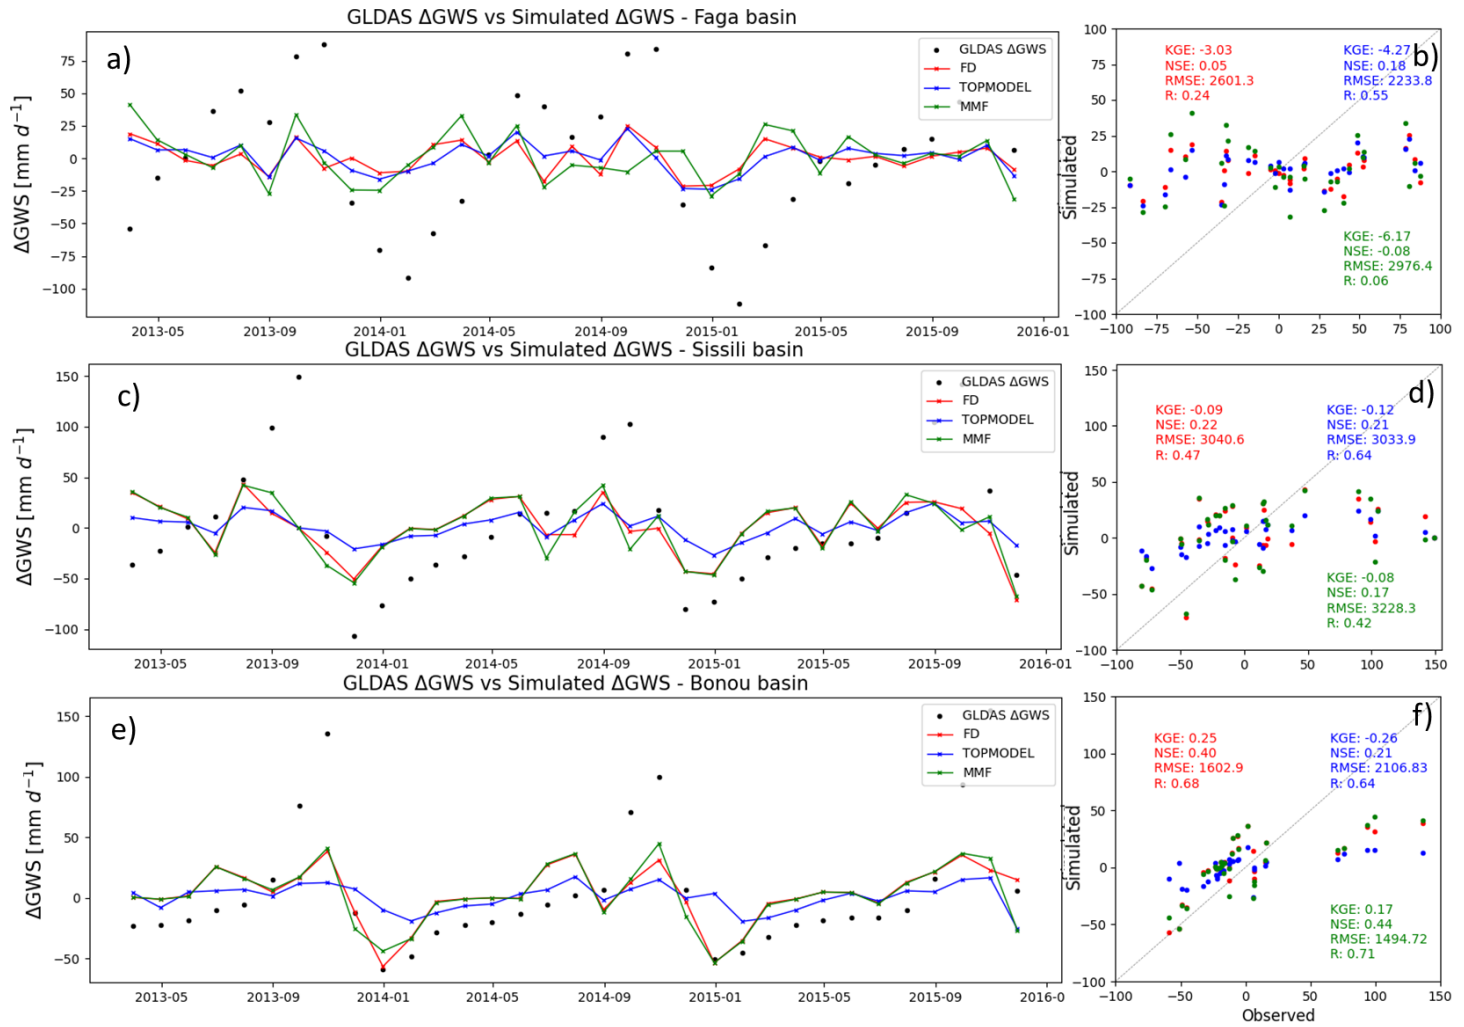 GLDAS ΔGWS vs Simulated ΔGWS - Faga basin
a)
ΔGWS [mm d⁻¹]
75
50
25
0
−25
−50
−75
−100
GLDAS ΔGWS
FD
TOPMODEL
MMF
2013-05 2013-09 2014-01 2014-05 2014-09 2015-01 2015-05 2015-09 2016-01
b)
Simulated
100
75
50
25
0
−25
−50
−75
−100
KGE: -3.03
NSE: 0.05
RMSE: 2601.3
R: 0.24
KGE: -4.27
NSE: 0.18
RMSE: 2233.8
R: 0.55
KGE: -6.17
NSE: -0.08
RMSE: 2976.4
R: 0.06
−100 −75 −50 −25 0 25 50 75 100
GLDAS ΔGWS vs Simulated ΔGWS - Sissili basin
c)
ΔGWS [mm d⁻¹]
150
100
50
0
−50
−100
GLDAS ΔGWS
FD
TOPMODEL
MMF
2013-05 2013-09 2014-01 2014-05 2014-09 2015-01 2015-05 2015-09 2016-01
d)
Simulated
150
100
50
0
−50
−100
KGE: -0.09
NSE: 0.22
RMSE: 3040.6
R: 0.47
KGE: -0.12
NSE: 0.21
RMSE: 3033.9
R: 0.64
KGE: -0.08
NSE: 0.17
RMSE: 3228.3
R: 0.42
−100 −50 0 50 100 150
GLDAS ΔGWS vs Simulated ΔGWS - Bonou basin
e)
ΔGWS [mm d⁻¹]
150
100
50
0
−50
GLDAS ΔGWS
FD
TOPMODEL
MMF
2013-05 2013-09 2014-01 2014-05 2014-09 2015-01 2015-05 2015-09 2016-0
f)
Simulated
150
100
50
0
−50
−100
KGE: 0.25
NSE: 0.40
RMSE: 1602.9
R: 0.68
KGE: -0.26
NSE: 0.21
RMSE: 2106.83
R: 0.64
KGE: 0.17
NSE: 0.44
RMSE: 1494.72
R: 0.71
−100 −50 0 50 100 150
Observed